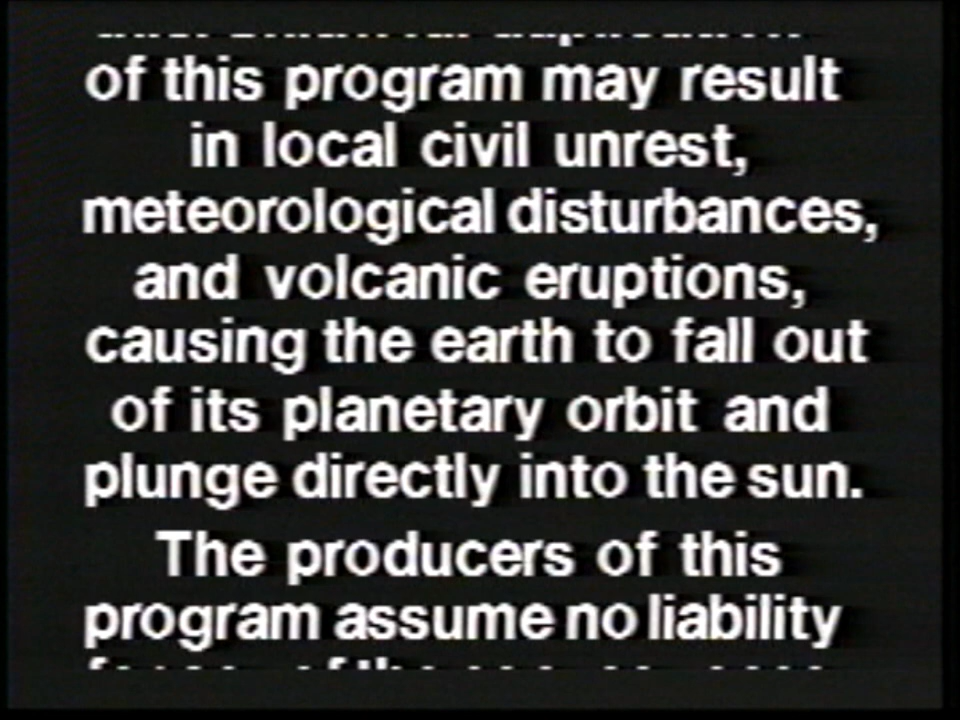 of this program may result
in local civil unrest,
meteorological disturbances,
and volcanic eruptions,
causing the earth to fall out
of its planetary orbit and
plunge directly into the sun.
The producers of this
program assume no liability